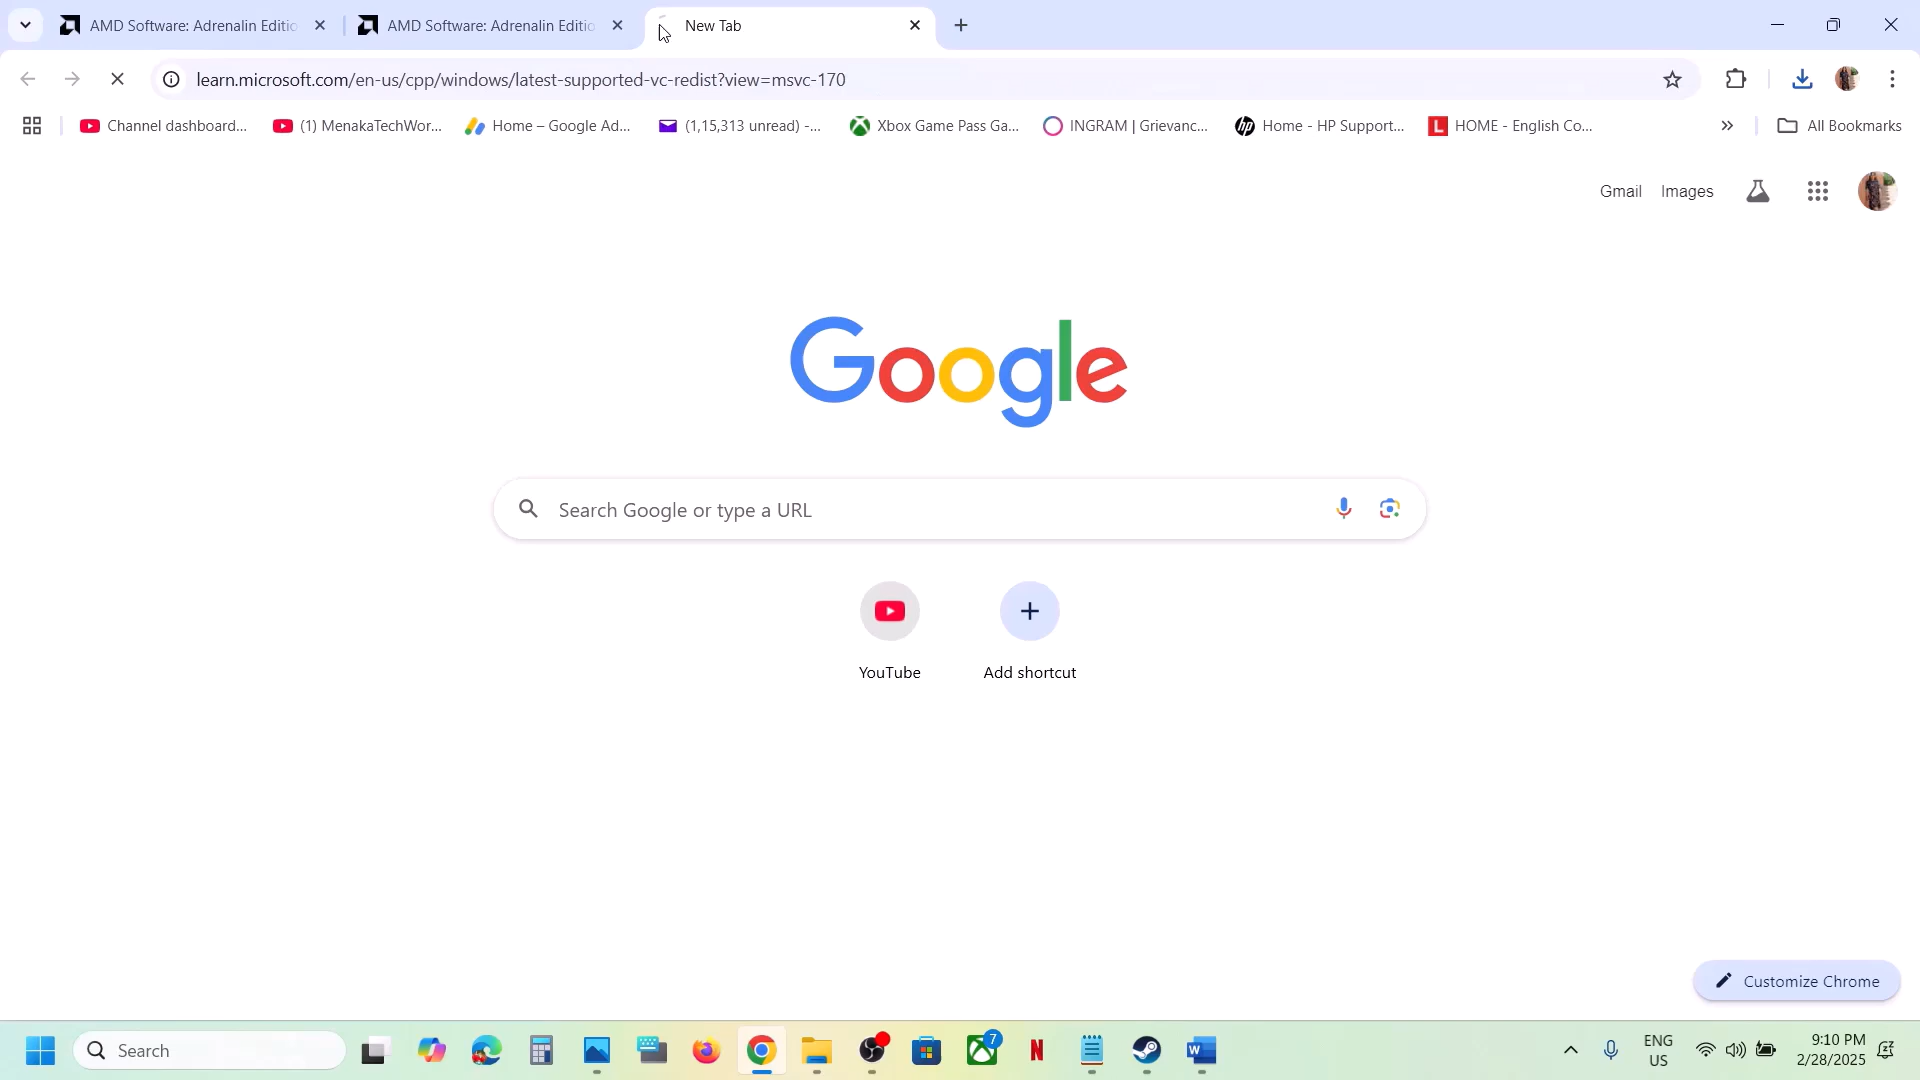 AMD Software: Adrenalin Editio
AMD Software: Adrenalin Editio
New Tab
learn.microsoft.com/en-us/cpp/windows/latest-supported-vc-redist?view=msvc-170
Channel dashboard...
(1) MenakaTechWor...
Home – Google Ad...
(1,15,313 unread) -...
Xbox Game Pass Ga...
INGRAM | Grievanc...
hp
Home - HP Support...
L
HOME - English Co...
All Bookmarks
Gmail
Images
Google
Search Google or type a URL
YouTube
Add shortcut
Customize Chrome
Search
7
N
W
ENG
US
9:10 PM
2/28/2025